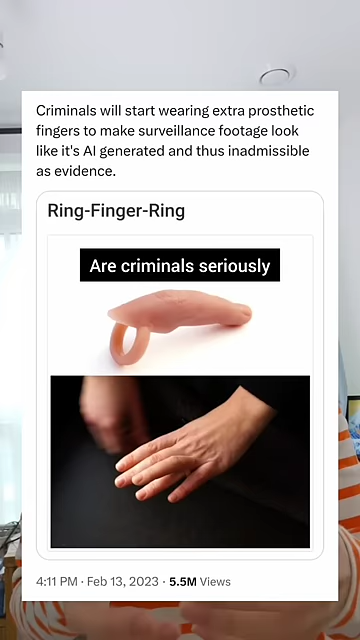 Criminals will start wearing extra prosthetic
fingers to make surveillance footage look
like it's AI generated and thus inadmissible
as evidence.
Ring-Finger-Ring
Are criminals seriously
4:11 PM · Feb 13, 2023 · 5.5M Views